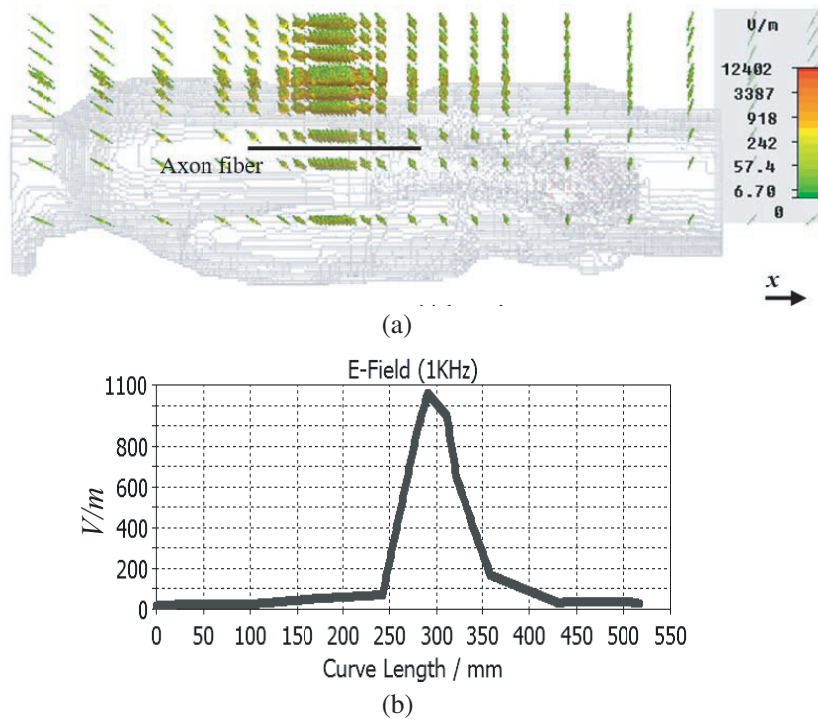 V/m
12402
3387
918
242
57.4
6.70
0
Axon fiber
x
(a)
E-Field (1KHz)
1100
800
600
400
200
0
V/m
0 50 100 150 200 250 300 350 400 450 500 550
Curve Length / mm
(b)